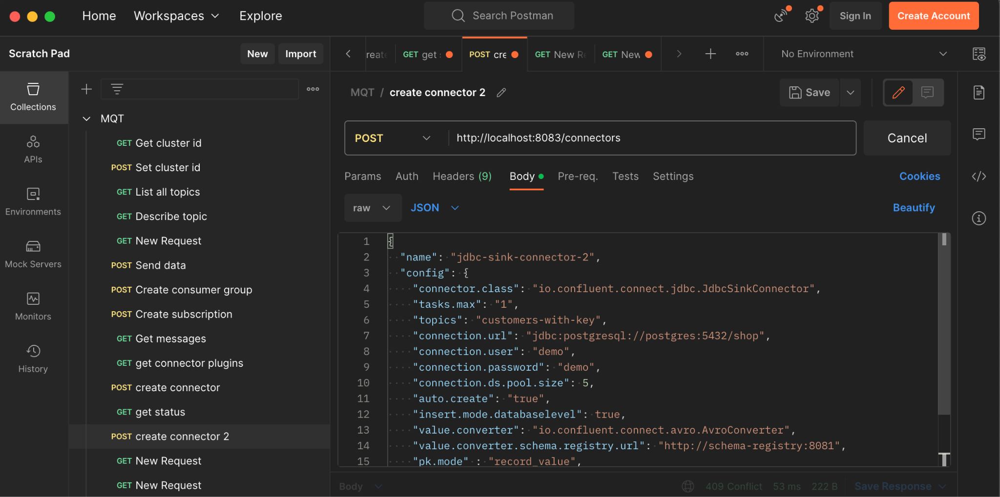 Home Workspaces Explore Search Postman Sign In Create Account
Scratch Pad New Import GET get POST cre GET New Re GET New No Environment
Collections
APIs
Environments
Mock Servers
Monitors
History
MQT
GET Get cluster id
POST Set cluster id
GET List all topics
GET Describe topic
GET New Request
POST Send data
POST Create consumer group
POST Create subscription
GET Get messages
GET get connector plugins
POST create connector
GET get status
POST create connector 2
GET New Request
GET New Request
MQT / create connector 2 Save
POST http://localhost:8083/connectors Cancel
Params Auth Headers (9) Body Pre-req. Tests Settings Cookies
raw JSON Beautify
1 {
2 "name": "jdbc-sink-connector-2",
3 "config": {
4 "connector.class": "io.confluent.connect.jdbc.JdbcSinkConnector",
5 "tasks.max": "1",
6 "topics": "customers-with-key",
7 "connection.url": "jdbc:postgresql://postgres:5432/shop",
8 "connection.user": "demo",
9 "connection.password": "demo",
10 "connection.ds.pool.size": 5,
11 "auto.create": "true",
12 "insert.mode.databaselevel": true,
13 "value.converter": "io.confluent.connect.avro.AvroConverter",
14 "value.converter.schema.registry.url": "http://schema-registry:8081",
15 "pk.mode" : "record_value",
Body 409 Conflict 53 ms 222 B Save Response